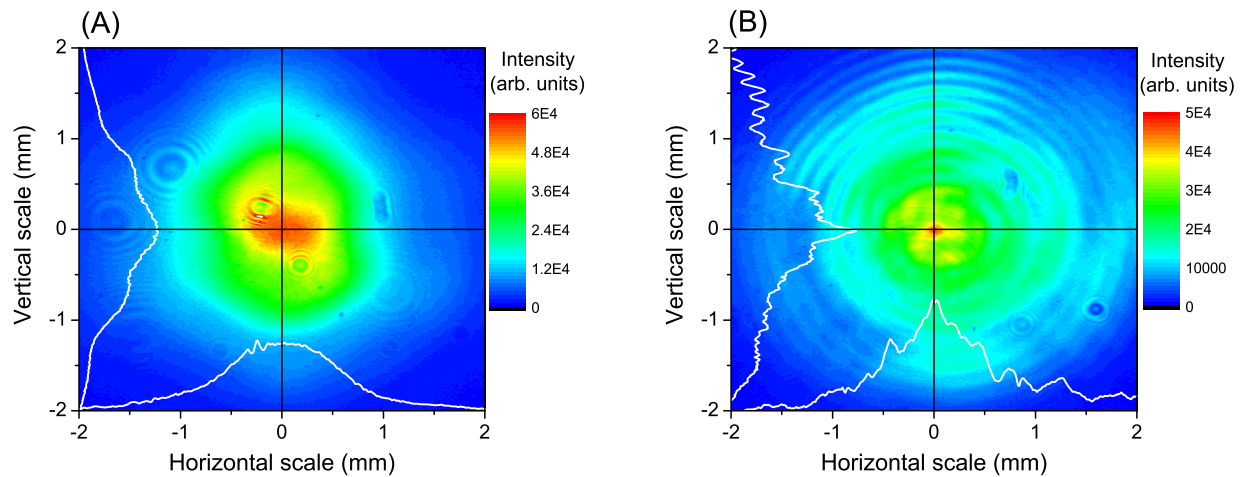 (A)
Intensity
(arb. units)
6E4
4.8E4
3.6E4
2.4E4
1.2E4
0
2
1
0
-1
-2
Vertical scale (mm)
-2
-1
0
1
2
Horizontal scale (mm)
(B)
Intensity
(arb. units)
5E4
4E4
3E4
2E4
10000
0
2
1
0
-1
-2
Vertical scale (mm)
-2
-1
0
1
2
Horizontal scale (mm)